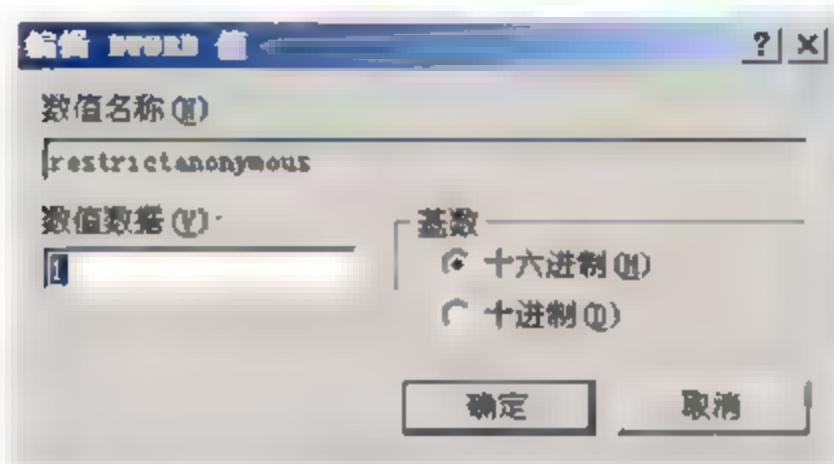 编辑 DWORD 值
数值名称(N)
restrictanonymous
数值数据(V):
1
基数
十六进制(H)
十进制(D)
确定
取消